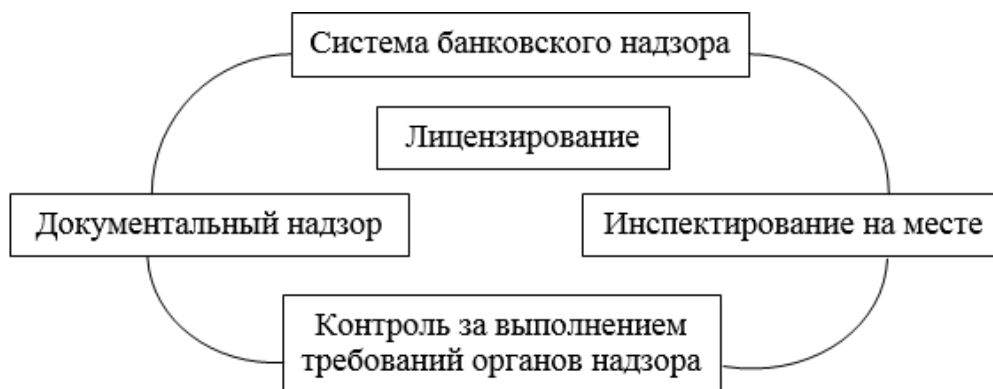 Система банковского надзора
Лицензирование
Документальный надзор
Инспектирование на месте
Контроль за выполнением
требований органов надзора